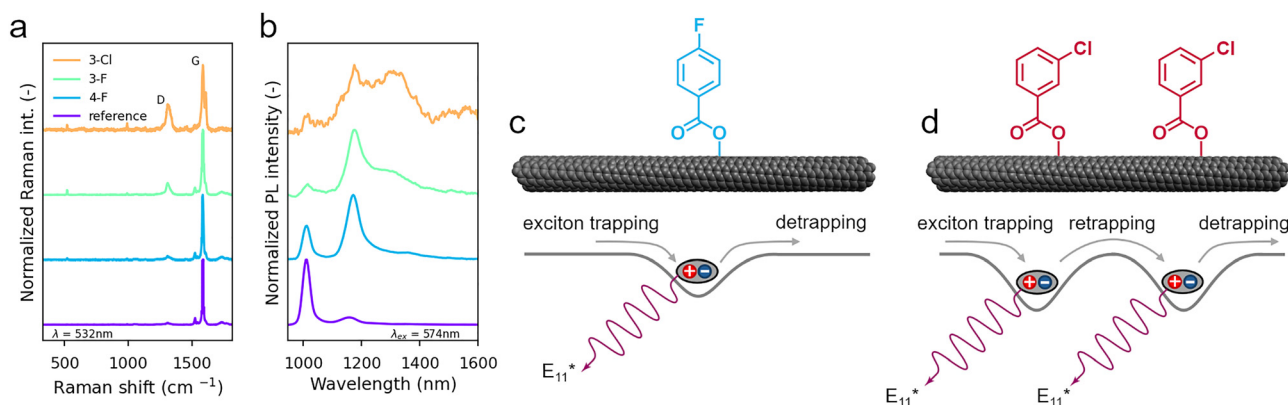 a
Normalized Raman int. (-)
3-Cl
3-F
4-F
reference
D
G
λ = 532nm
500
1000
1500
Raman shift (cm ⁻¹)
b
Normalized PL intensity (-)
λex = 574nm
1000
1200
1400
1600
Wavelength (nm)
c
F
O
O
exciton trapping
detrapping
+
−
E11*
d
Cl
Cl
O
O
O
O
exciton trapping
retrapping
detrapping
+
−
+
−
E11*
E11*